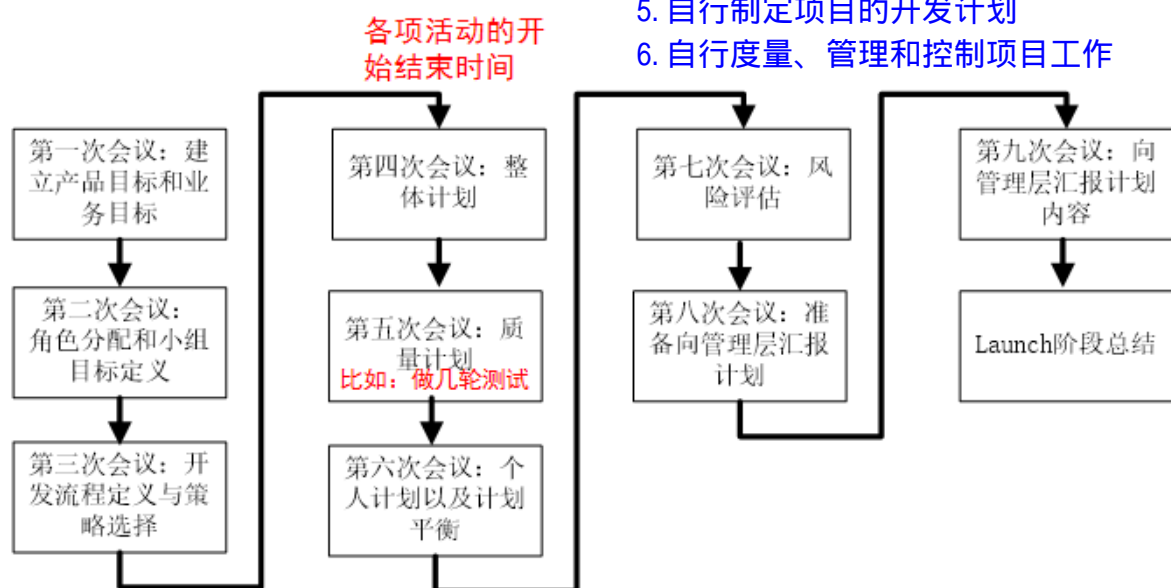 5.自行制定项目的开发计划
6.自行度量、管理和控制项目工作
各项活动的开
始结束时间
第一次会议：建
立产品目标和业
务目标
第二次会议：
角色分配和小组
目标定义
第三次会议：开
发流程定义与策
略选择
第四次会议：整
体计划
第五次会议：质
量计划
比如：做几轮测试
第六次会议：个
人计划以及计划
平衡
第七次会议：风
险评估
第八次会议：准
备向管理层汇报
计划
第九次会议：向
管理层汇报计划
内容
Launch阶段总结